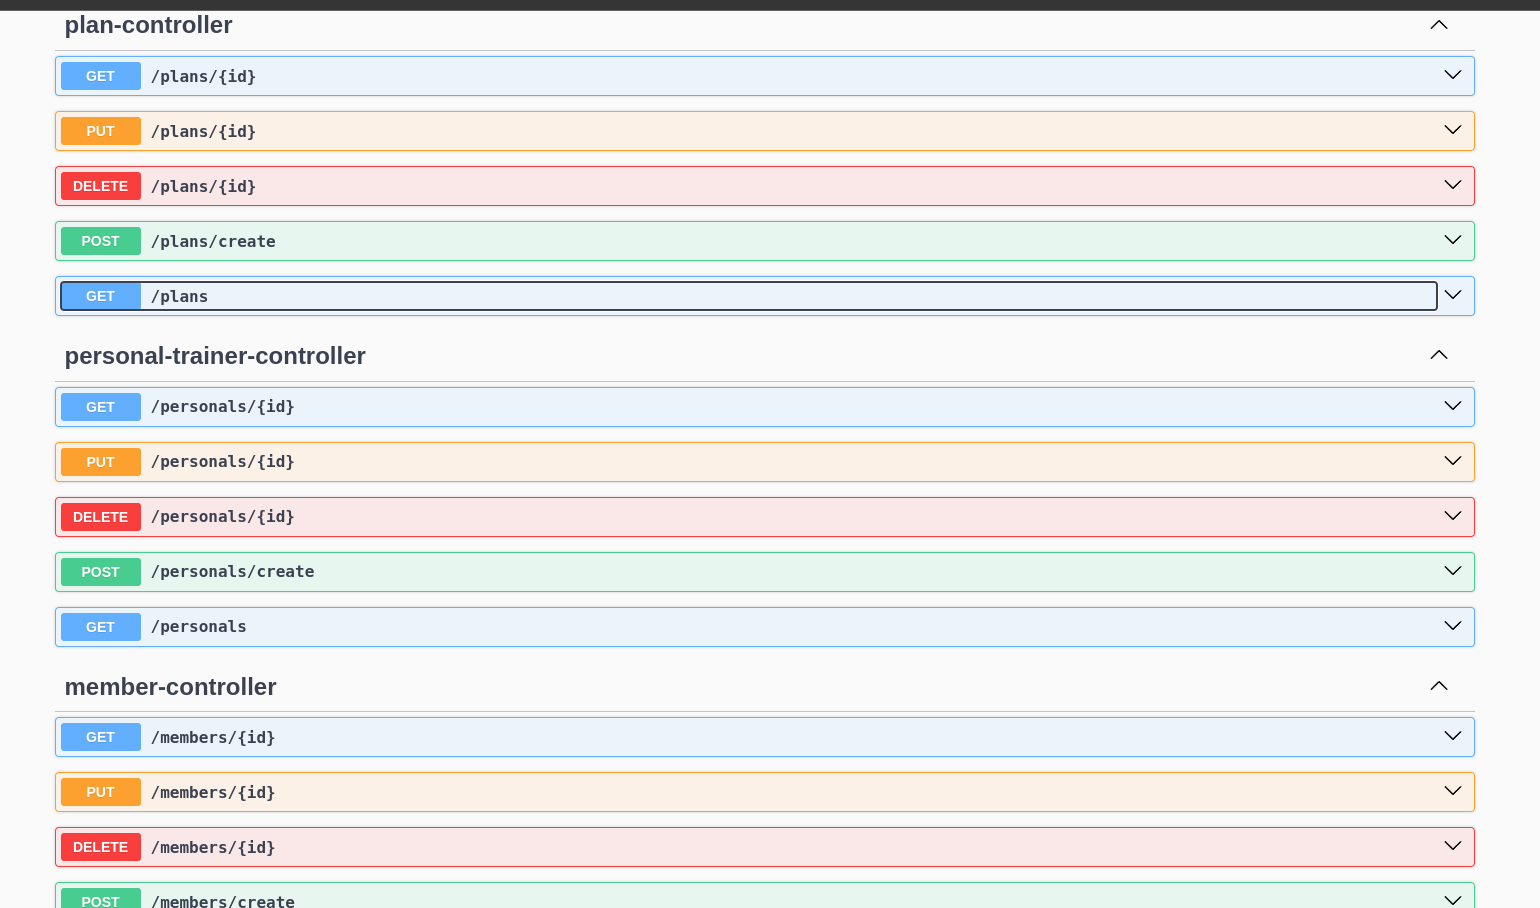 plan-controller
GET /plans/{id}
PUT /plans/{id}
DELETE /plans/{id}
POST /plans/create
GET /plans
personal-trainer-controller
GET /personals/{id}
PUT /personals/{id}
DELETE /personals/{id}
POST /personals/create
GET /personals
member-controller
GET /members/{id}
PUT /members/{id}
DELETE /members/{id}
POST /members/create